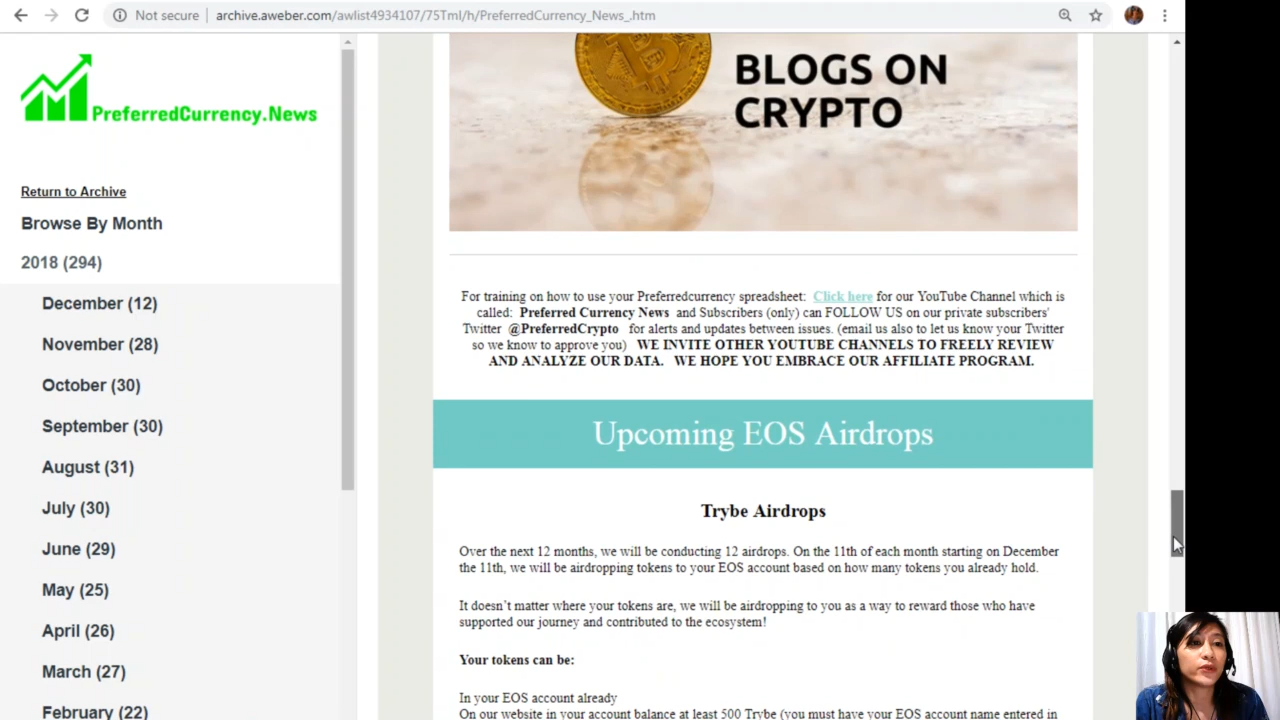 Not secure | archive.aweber.com/awlist4934107/75Tml/h/PreferredCurrency_News_.htm
PreferredCurrency.News
Return to Archive
Browse By Month
2018 (294)
December (12)
November (28)
October (30)
September (30)
August (31)
July (30)
June (29)
May (25)
April (26)
March (27)
February (22)
BLOGS ON
CRYPTO
For training on how to use your Preferredcurrency spreadsheet: Click here for our YouTube Channel which is
called: Preferred Currency News and Subscribers (only) can FOLLOW US on our private subscribers'
Twitter @PreferredCrypto for alerts and updates between issues. (email us also to let us know your Twitter
so we know to approve you) WE INVITE OTHER YOUTUBE CHANNELS TO FREELY REVIEW
AND ANALYZE OUR DATA. WE HOPE YOU EMBRACE OUR AFFILIATE PROGRAM.
Upcoming EOS Airdrops
Trybe Airdrops
Over the next 12 months, we will be conducting 12 airdrops. On the 11th of each month starting on December
the 11th, we will be airdropping tokens to your EOS account based on how many tokens you already hold.
It doesn't matter where your tokens are, we will be airdropping to you as a way to reward those who have
supported our journey and contributed to the ecosystem!
Your tokens can be:
In your EOS account already
On our website in your account balance at least 500 Trybe (you must have your EOS account name entered in